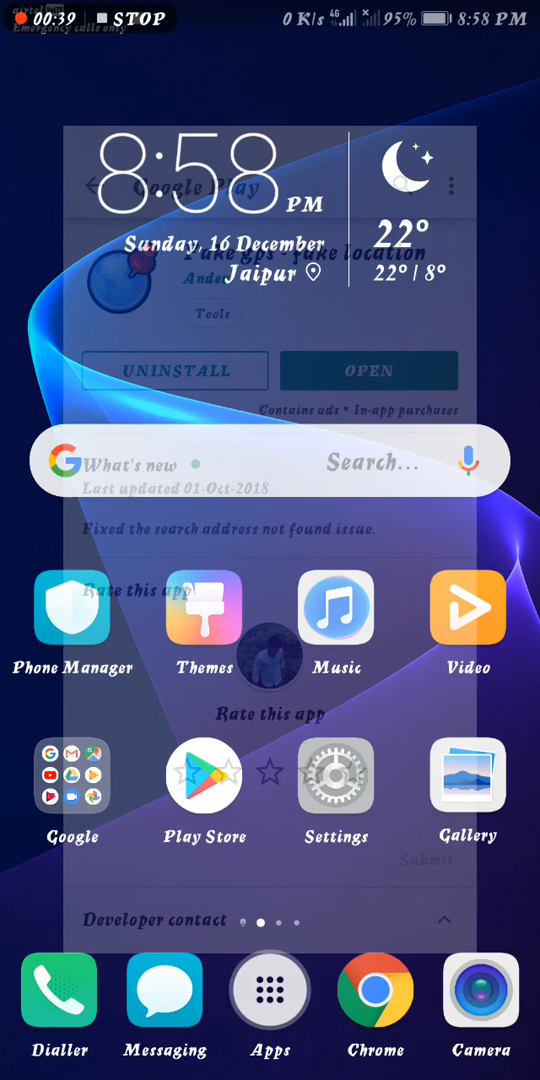 airtel
Emergency calls only
00:39 STOP
0 K/s 4G 95% 8:58 PM
8:58 PM
Google Play
Sunday, 16 December
Jaipur
22°
22° / 8°
Fake gps - fake location
Tools
UNINSTALL
OPEN
Contains ads • In-app purchases
What's new
Search...
Last updated 01-Oct-2018
Fixed the search address not found issue.
Rate this app
Phone Manager
Themes
Music
Video
Rate this app
Google
Play Store
Settings
Gallery
Submit
Developer contact
Dialler
Messaging
Apps
Chrome
Camera